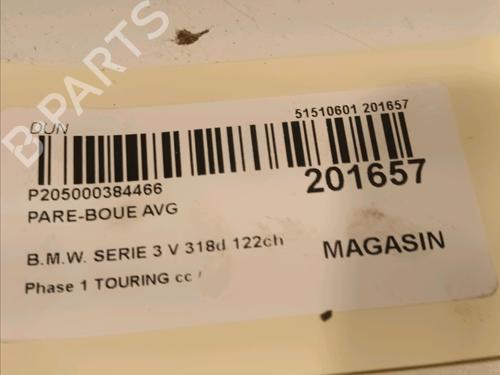 DUN
51510601 201657
P205000384466
201657
PARE-BOUE AVG
B.M.W. SERIE 3 V 318d 122ch
MAGASIN
Phase 1 TOURING cc /
B PARTS